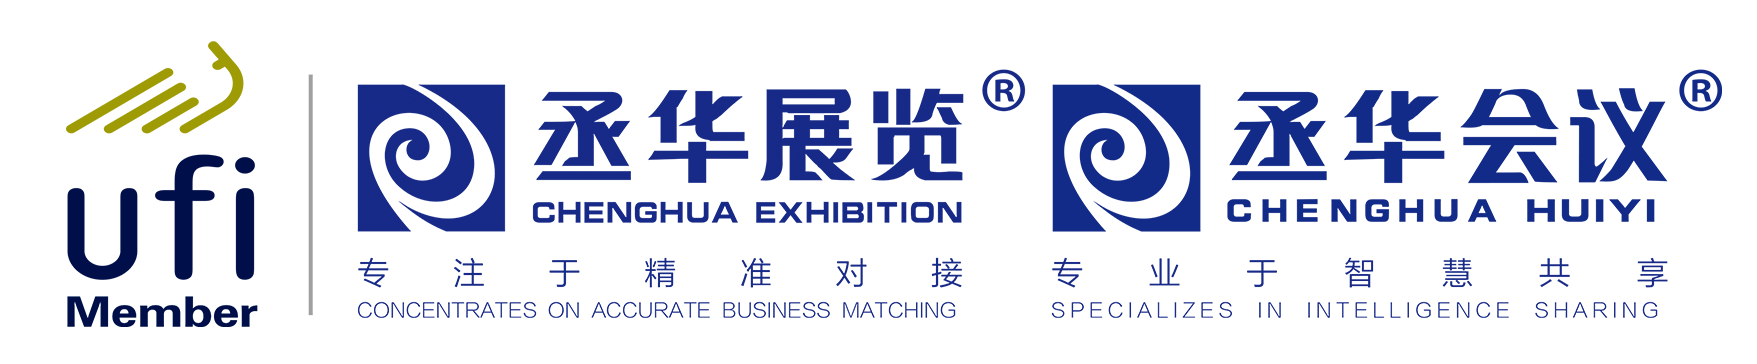 ufi
Member
丞华展览®
CHENGHUA EXHIBITION
专注于精准对接
CONCENTRATES ON ACCURATE BUSINESS MATCHING
丞华会议®
CHENGHUA HUIYI
专业于智慧共享
SPECIALIZES IN INTELLIGENCE SHARING